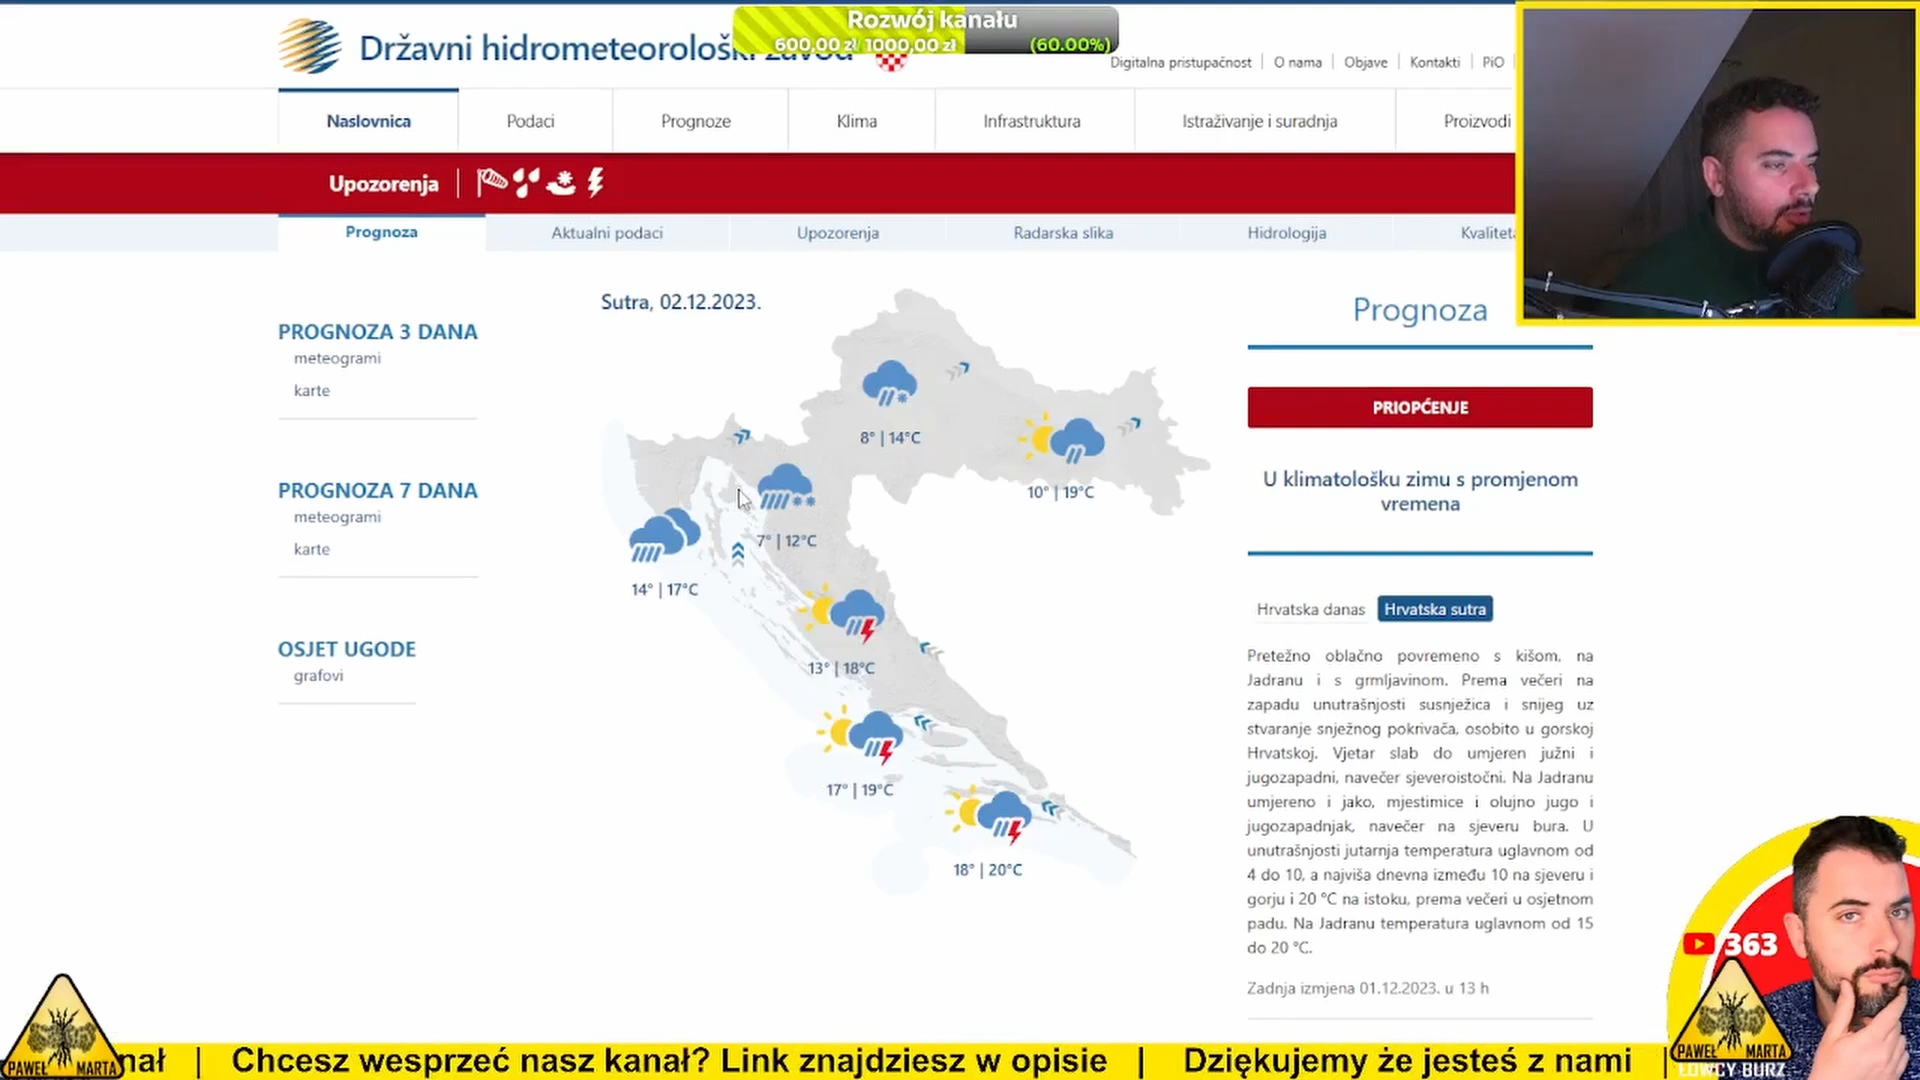 Rozwój kanału
600,00 zł 1000,00 zł (60.00%)
Državni hidrometeorološki zavod
Digitalna pristupačnost
O nama
Objave
Kontakti
PiO
Naslovnica
Podaci
Prognoze
Klima
Infrastruktura
Istraživanje i suradnja
Proizvodi
Upozorenja
Prognoza
Aktualni podaci
Upozorenja
Radarska slika
Hidrologija
PROGNOZA 3 DANA
meteogrami
karte
PROGNOZA 7 DANA
meteogrami
karte
OSJET UGODE
grafovi
Sutra, 02.12.2023.
8° | 14°C
10° | 19°C
7° | 12°C
14° | 17°C
13° | 18°C
17° | 19°C
18° | 20°C
Prognoza
PRIOPĆENJE
U klimatološku zimu s promjenom
vremena
Hrvatska danas
Hrvatska sutra
Pretežno oblačno povremeno s kišom, na
Jadranu i s grmljavinom. Prema večeri na
zapadu unutrašnjosti susnježica i snijeg uz
stvaranje snježnog pokrivača, osobito u gorskoj
Hrvatskoj. Vjetar slab do umjeren južni i
jugozapadni, navečer sjeveroistočni. Na Jadranu
umjereno i jako, mjestimice i olujno jugo i
jugozapadnjak, navečer na sjeveru bura. U
unutrašnjosti jutarnja temperatura uglavnom od
4 do 10, a najviša dnevna između 10 na sjeveru i
gorju i 20 °C na istoku, prema večeri u osjetnom
padu. Na Jadranu temperatura uglavnom od 15
do 20 °C.
Zadnja izmjena 01.12.2023. u 13 h
363
PAWEŁ MARTA
nał | Chcesz wesprzeć nasz kanał? Link znajdziesz w opisie | Dziękujemy że jesteś z nami |
PAWEŁ MARTA
ŁOWCY BURZ